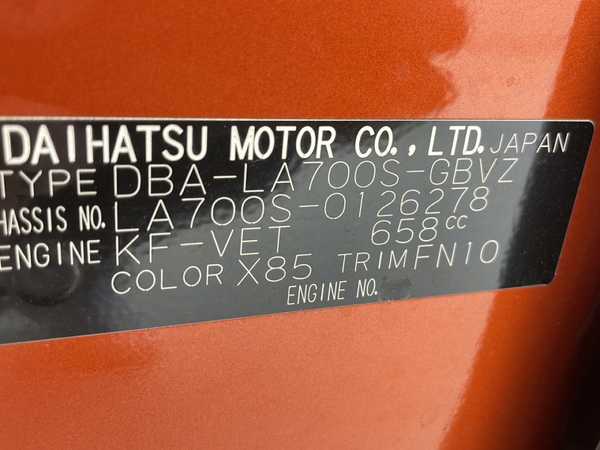 DAIHATSU MOTOR CO., LTD. JAPAN
TYPE DBA-LA700S-GBVZ
CHASSIS NO. LA700S-0126278
ENGINE KF-VET 658cc
COLOR X85 TRIM FN10
ENGINE NO.